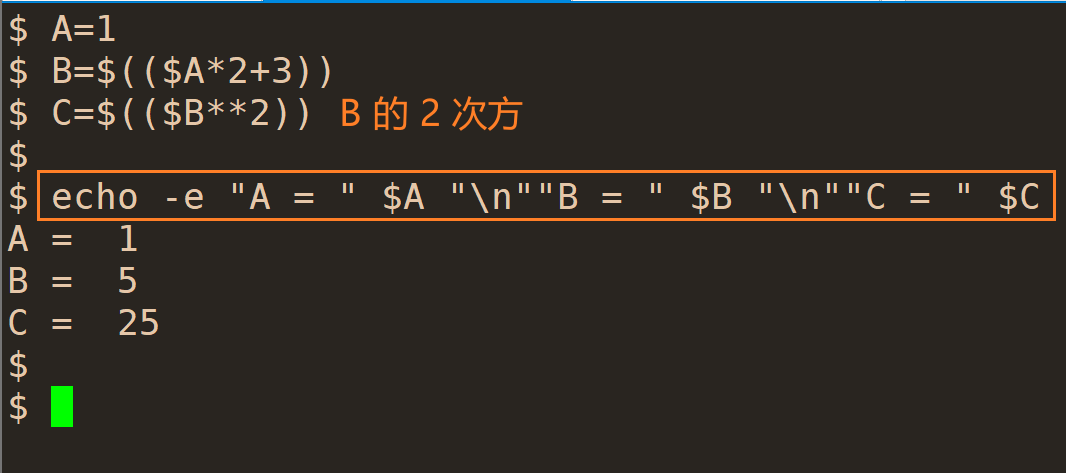 $ A=1
$ B=$(($A*2+3))
$ C=$(($B**2)) B 的 2 次方
$
$ echo -e "A = " $A "\n""B = " $B "\n""C = " $C
A =  1
B =  5
C =  25
$
$